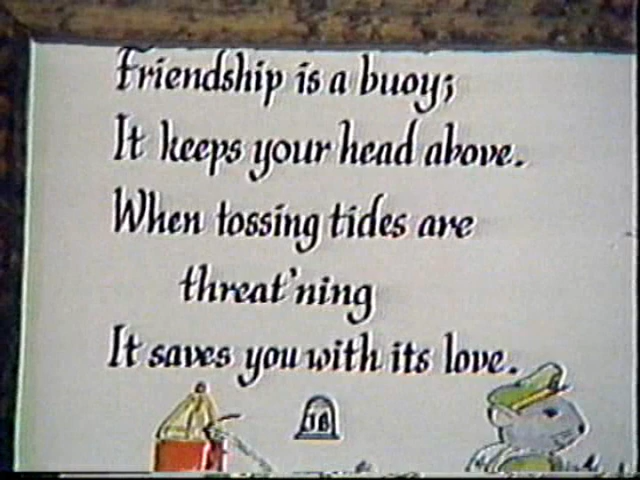 Friendship is a buoy;
It keeps your head above.
When tossing tides are
threat'ning
It saves you with its love.